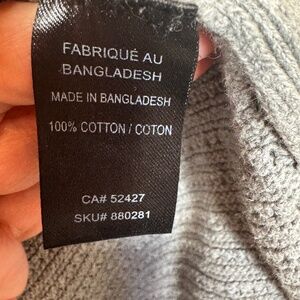 FABRIQUÉ AU
BANGLADESH
MADE IN BANGLADESH
100% COTTON / COTON
CA# 52427
SKU# 880281